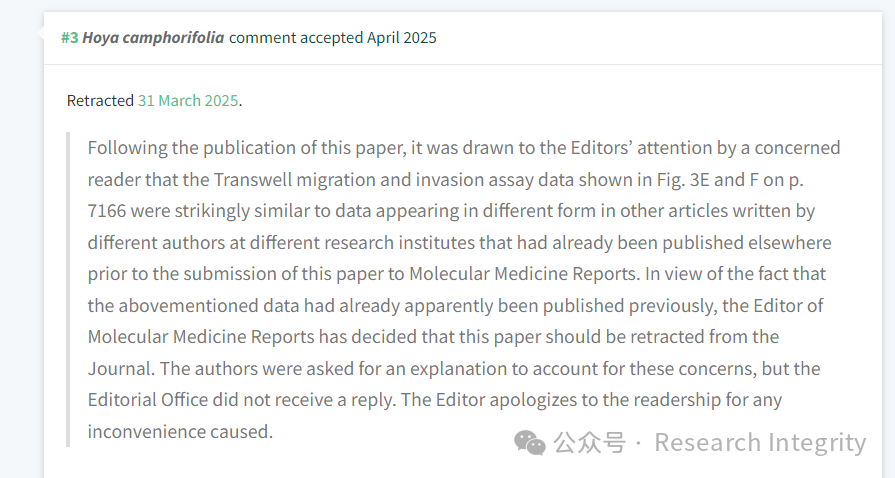 #3 Hoya camphorifolia comment accepted April 2025
Retracted 31 March 2025.
Following the publication of this paper, it was drawn to the Editors’ attention by a concerned
reader that the Transwell migration and invasion assay data shown in Fig. 3E and F on p.
7166 were strikingly similar to data appearing in different form in other articles written by
different authors at different research institutes that had already been published elsewhere
prior to the submission of this paper to Molecular Medicine Reports. In view of the fact that
the abovementioned data had already apparently been published previously, the Editor of
Molecular Medicine Reports has decided that this paper should be retracted from the
Journal. The authors were asked for an explanation to account for these concerns, but the
Editorial Office did not receive a reply. The Editor apologizes to the readership for any
inconvenience caused.
公众号 · Research Integrity